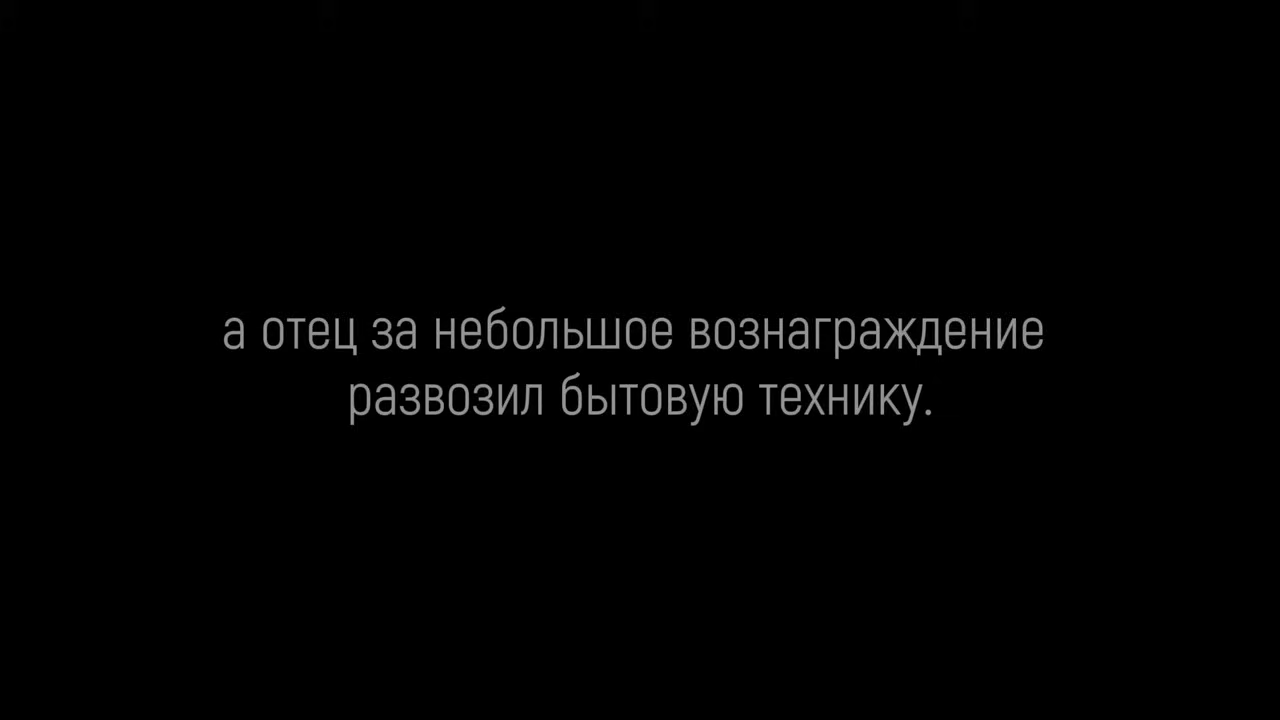 а отец за небольшое вознаграждение
развозил бытовую технику.